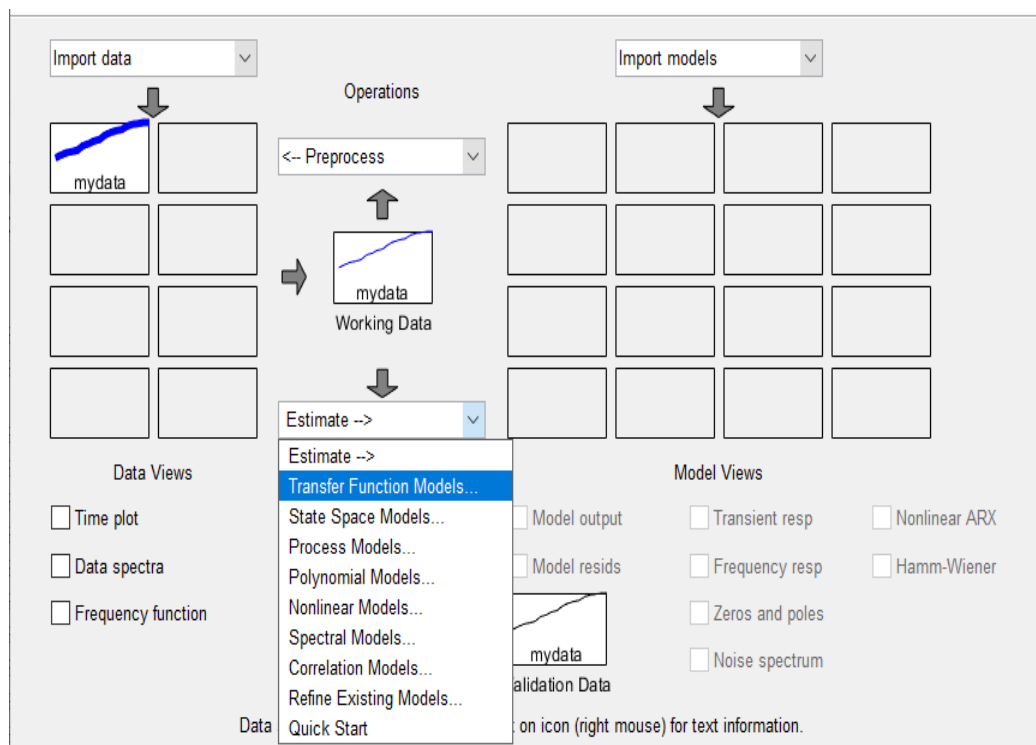 Import data
Import models
Operations
<-- Preprocess
mydata
mydata
Working Data
Estimate -->
Estimate -->
Transfer Function Models...
State Space Models...
Process Models...
Polynomial Models...
Nonlinear Models...
Spectral Models...
Correlation Models...
Refine Existing Models...
Quick Start
Data Views
Time plot
Data spectra
Frequency function
Model Views
Model output
Transient resp
Nonlinear ARX
Model resids
Frequency resp
Hamm-Wiener
Zeros and poles
Noise spectrum
mydata
alidation Data
Data
on icon (right mouse) for text information.